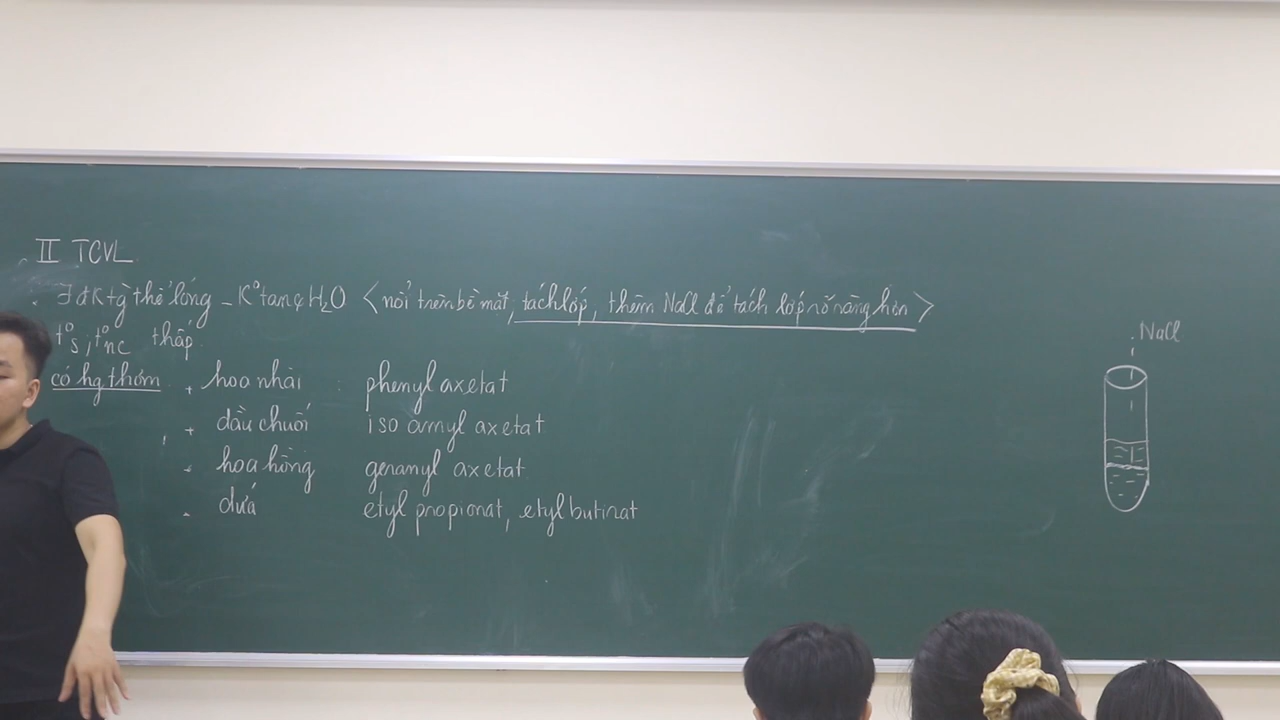 II TCVL
. Ở đk tg thể lỏng - K° tan ç H₂O < nổi trên bề mặt, tách lớp, thêm NaCl để tách lớp rõ ràng hơn >
t°s, t°nc thấp.
có hg thơm + hoa nhài : phenyl axetat
+ dầu chuối iso amyl axetat
. hoa hồng geranyl axetat
. dứa etyl propionat, etyl butirat
NaCl